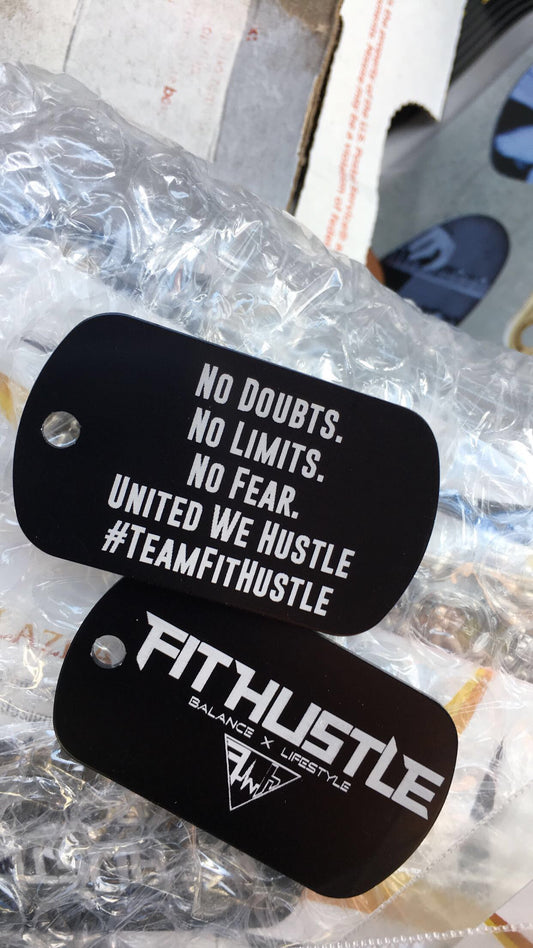 No Doubts.
No Limits.
No Fear.
United We Hustle
#TeamFitHustle
FITHUSTLE
BALANCE X LIFESTYLE